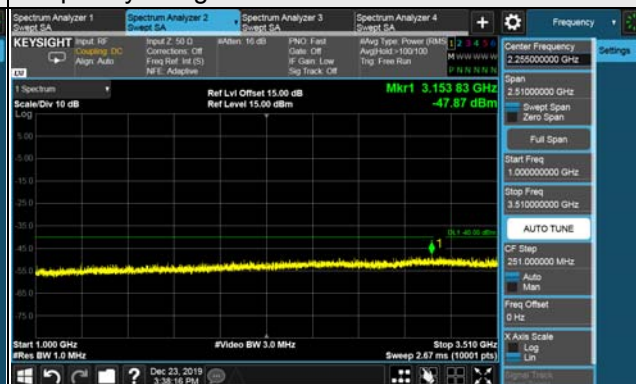 Spectrum Analyzer 1
Swept SA
Spectrum Analyzer 2
Swept SA
Spectrum Analyzer 3
Swept SA
Spectrum Analyzer 4
Swept SA
+
Frequency
KEYSIGHT
Input: RF
Coupling: DC
Align: Auto
Input Z: 50 Ω
Corrections: Off
Freq Ref: Int (S)
NFE: Adaptive
#Atten: 16 dB
PNO: Fast
Gate: Off
IF Gain: Low
Sig Track: Off
#Avg Type: Power (RMS)
Avg|Hold:>100/100
Trig: Free Run
1 2 3 4 5 6
M W W W W W
P N N N N N
LXI
Settings
Center Frequency
2.255000000 GHz
Span
2.51000000 GHz
Swept Span
Zero Span
Full Span
Start Freq
1.000000000 GHz
Stop Freq
3.510000000 GHz
AUTO TUNE
CF Step
251.000000 MHz
Auto
Man
Freq Offset
0 Hz
X Axis Scale
Log
Lin
Signal Track
1 Spectrum
Scale/Div 10 dB
Log
Ref Lvl Offset 15.00 dB
Ref Level 15.00 dBm
Mkr1 3.153 83 GHz
-47.87 dBm
5.00
-5.00
-15.0
-25.0
-35.0
-45.0
-55.0
-65.0
-75.0
DL1 -40.00 dBm
1
Start 1.000 GHz
#Res BW 1.0 MHz
#Video BW 3.0 MHz
Stop 3.510 GHz
Sweep 2.67 ms (10001 pts)
?
Dec 23, 2019
3:38:16 PM